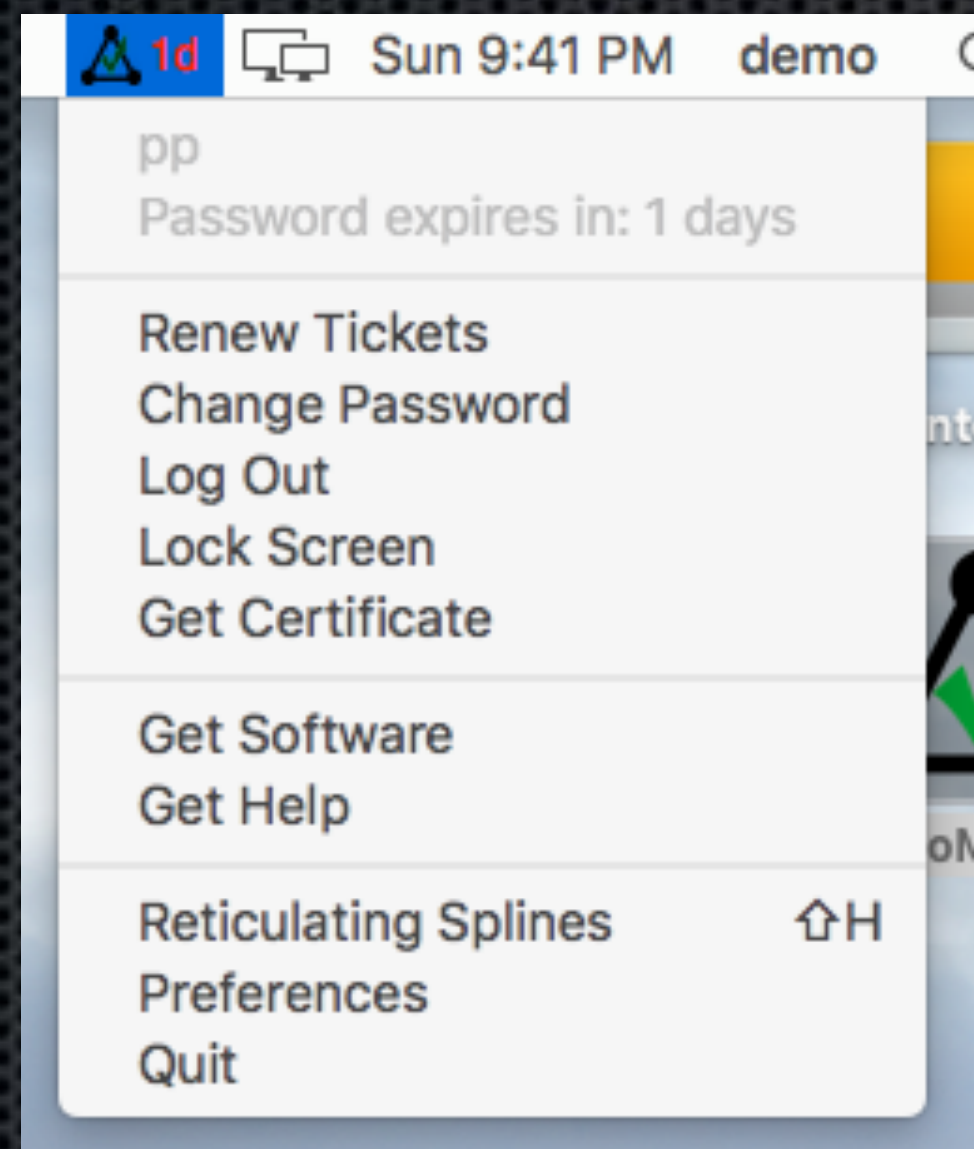 1d Sun 9:41 PM demo
pp
Password expires in: 1 days
Renew Tickets
Change Password
Log Out
Lock Screen
Get Certificate
Get Software
Get Help
Reticulating Splines ⇧H
Preferences
Quit